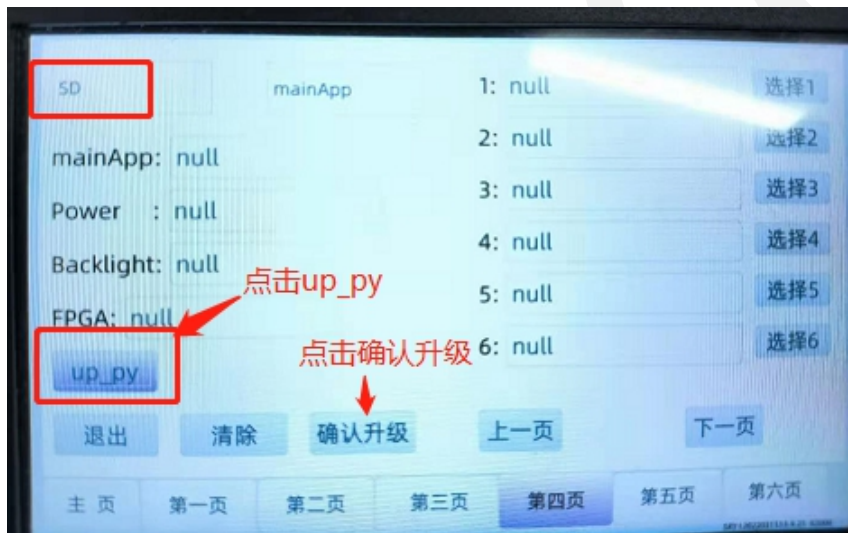 SD mainApp 1: null 选择1
2: null 选择2
mainApp: null
3: null 选择3
Power : null
4: null 选择4
Backlight: null
点击up_py
5: null 选择5
FPGA: null
点击确认升级
6: null 选择6
up_py
退出 清除 确认升级 上一页 下一页
主 页 第一页 第二页 第三页 第四页 第五页 第六页